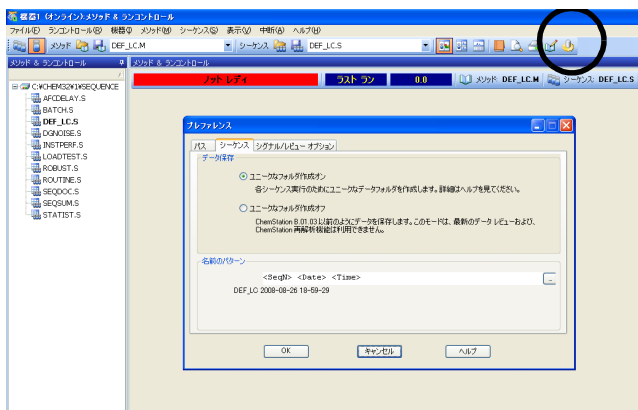 機器1 (オンライン):メソッド & ランコントロール
ファイル(F) ランコントロール(R) 機器(I) メソッド(M) シーケンス(S) 表示(V) 中断(A) ヘルプ(H)
メソッド DEF_LC.M シーケンス DEF_LC.S
メソッド & ランコントロール メソッド & ランコントロール
ノット レディ ラスト ラン 0.0 メソッド: DEF_LC.M シーケンス: DEF_LC.S
C:¥CHEM32¥1¥SEQUENCE
AFCDELAY.S
BATCH.S
DEF_LC.S
DGNOISE.S
INSTPERF.S
LOADTEST.S
ROBUST.S
ROUTINE.S
SEQDOC.S
SEQSUM.S
STATIST.S
プレファレンス
パス シーケンス シグナル/レビュー オプション
データ保存
ユニークなフォルダ作成オン
各シーケンス実行のためにユニークなデータフォルダを作成します。詳細はヘルプを見てください。
ユニークなフォルダ作成オフ
ChemStation B.01.03以前のようにデータを保存します。このモードは、最新のデータ レビューおよび、
ChemStation 再解析機能は利用できません。
名前のパターン
<SeqN> <Date> <Time>
...
DEF_LC 2008-08-26 18-59-29
OK キャンセル ヘルプ